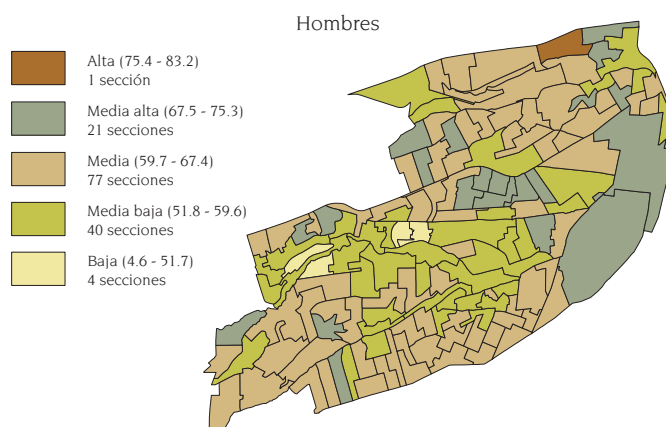 Hombres
Alta (75.4 - 83.2)
1 sección
Media alta (67.5 - 75.3)
21 secciones
Media (59.7 - 67.4)
77 secciones
Media baja (51.8 - 59.6)
40 secciones
Baja (4.6 - 51.7)
4 secciones